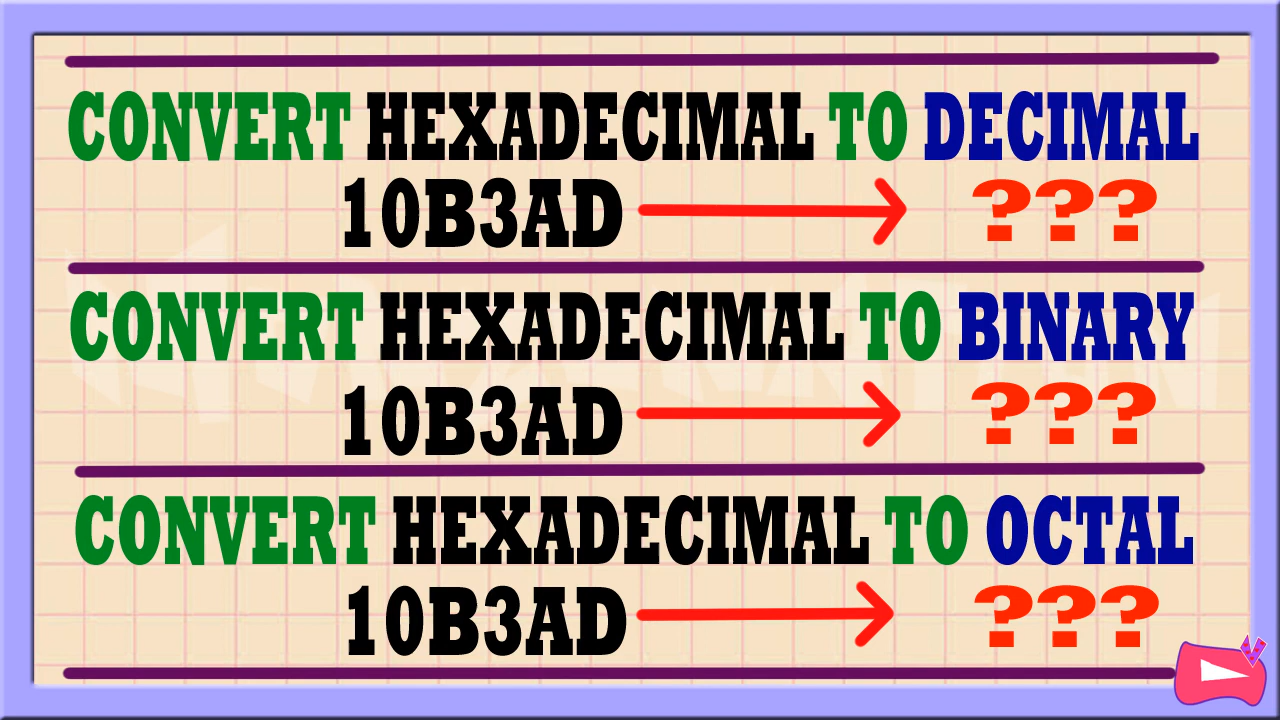 CONVERT HEXADECIMAL TO DECIMAL
10B3AD ???
CONVERT HEXADECIMAL TO BINARY
10B3AD ???
CONVERT HEXADECIMAL TO OCTAL
10B3AD ???